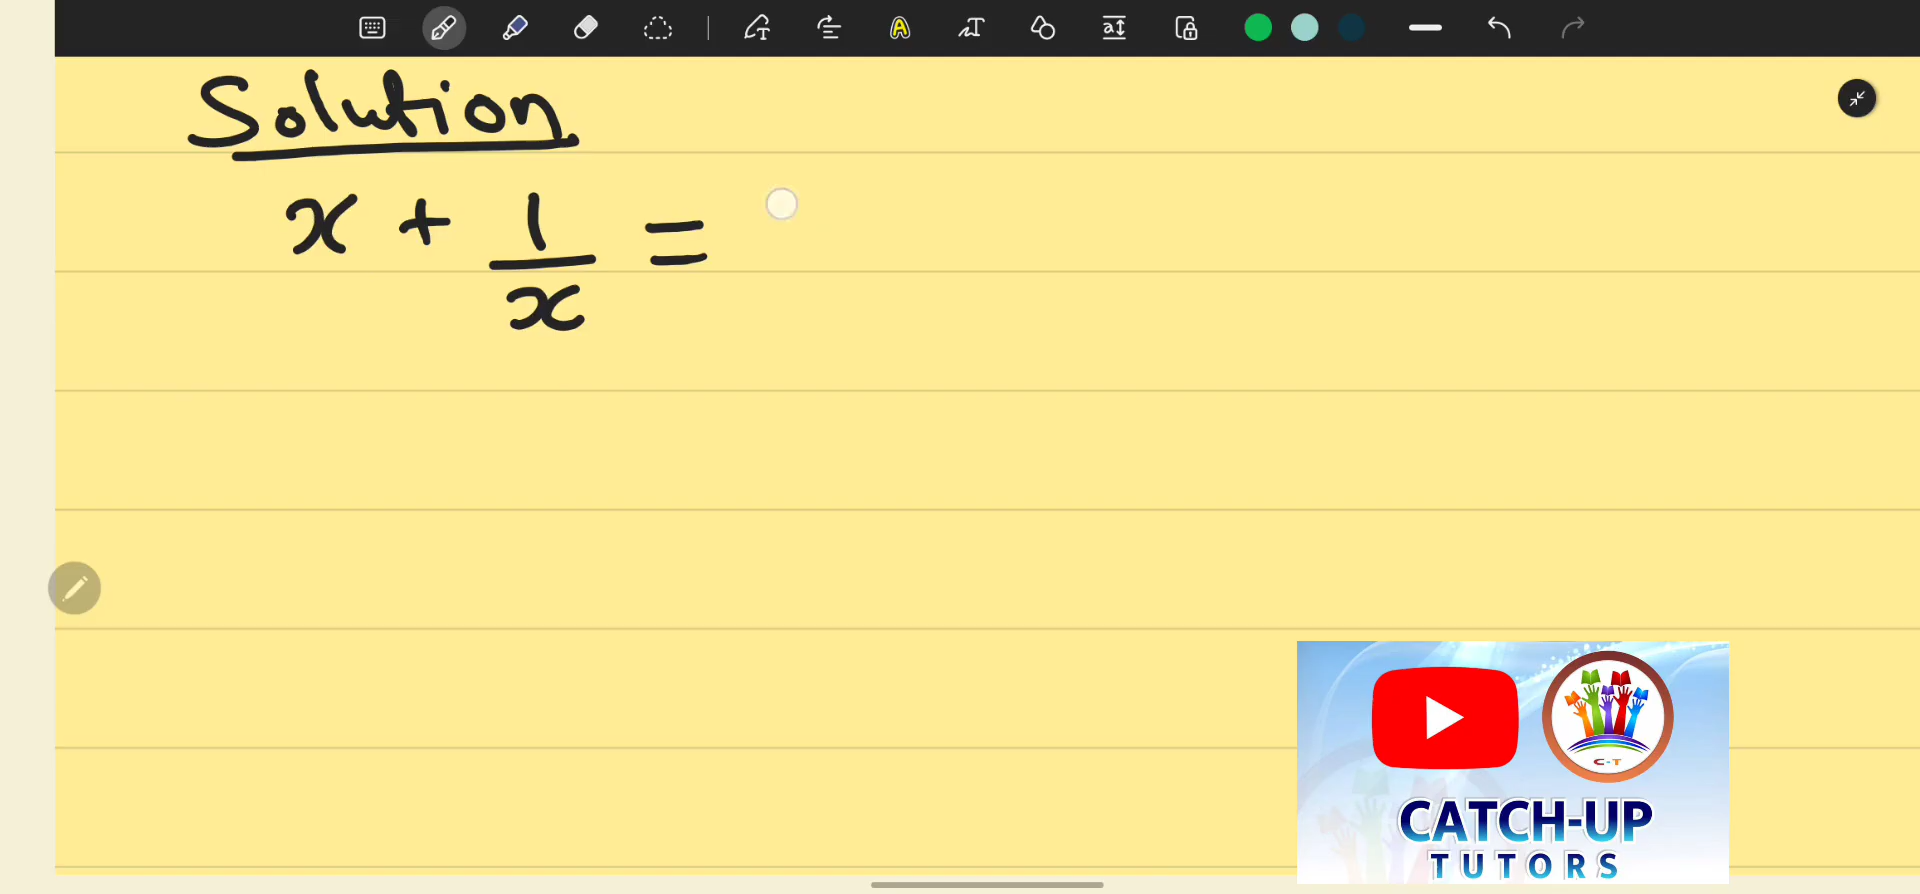 Solution
x + 1/x =
C-T
CATCH-UP
TUTORS